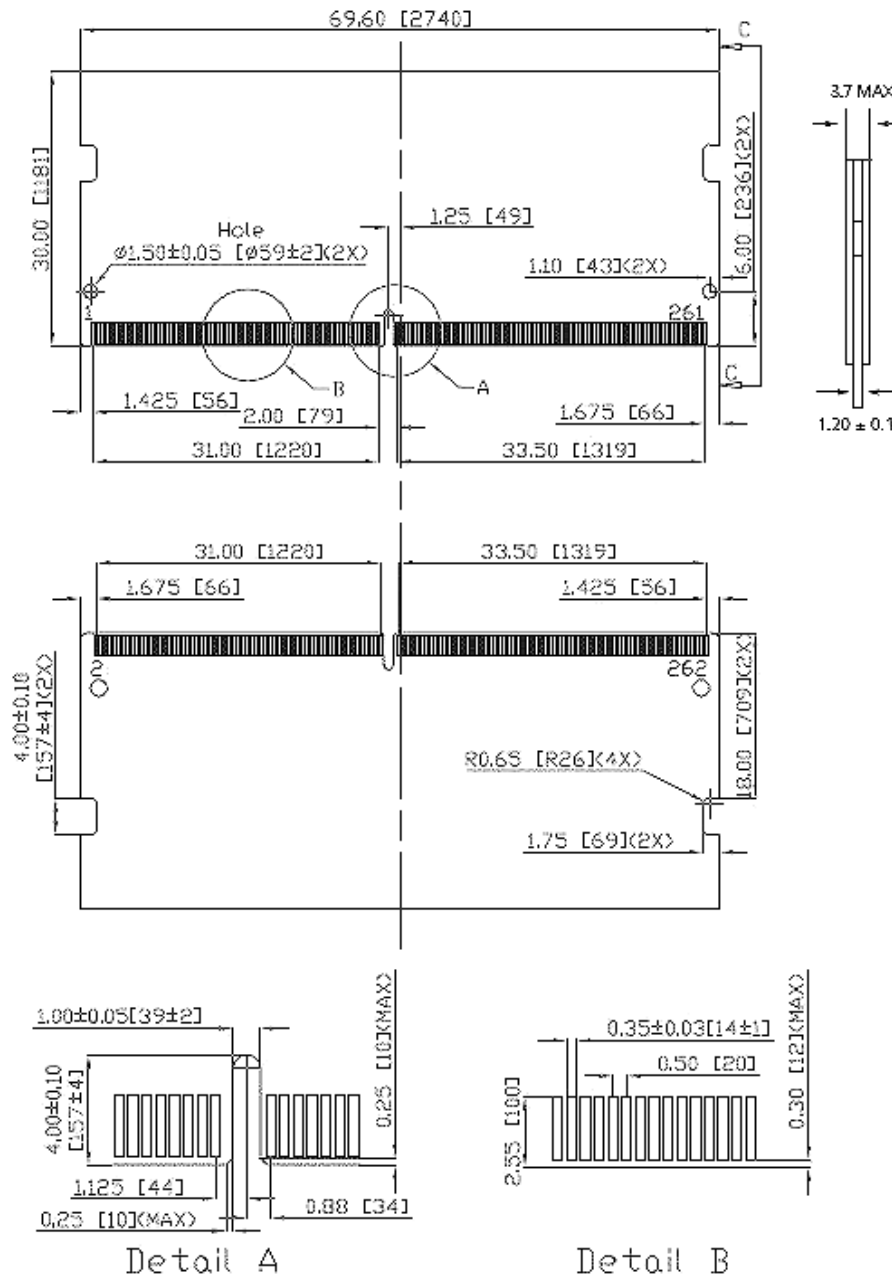 69.60 [2740]
C
3.7 MAX
30.00 [1181]
6.00 [236](2X)
1.25 [49]
Hole
Ø1.50±0.05 [Ø59±2](2X)
1.10 [43](2X)
1
261
B
A
C
1.425 [56]
2.00 [79]
1.675 [66]
31.00 [1220]
33.50 [1319]
1.20 ± 0.1
31.00 [1220]
33.50 [1319]
1.675 [66]
1.425 [56]
2
262
4.00±0.10
[157±4](2X)
18.00 [709](2X)
R0.65 [R26](4X)
1.75 [69](2X)
1.00±0.05[39±2]
0.25 [10](MAX)
4.00±0.10
[157±4]
1.125 [44]
0.25 [10](MAX)
0.88 [34]
Detail A
0.35±0.03[14±1]
0.50 [20]
0.30 [12](MAX)
2.55 [100]
Detail B